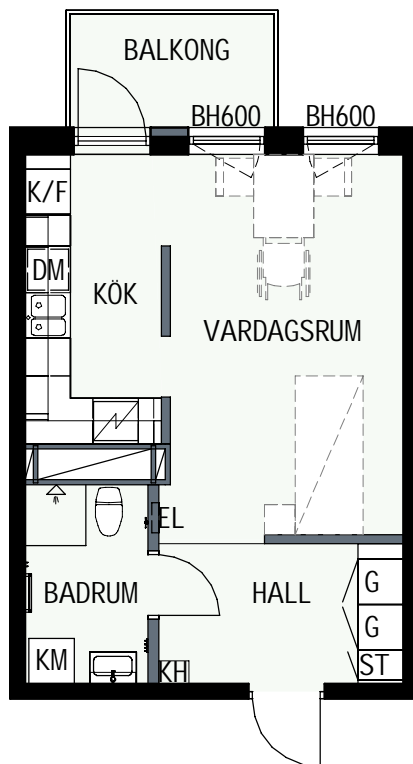 BALKONG
BH600 BH600
K/F
DM
KÖK
VARDAGSRUM
EL
BADRUM HALL G
G
KM KH ST